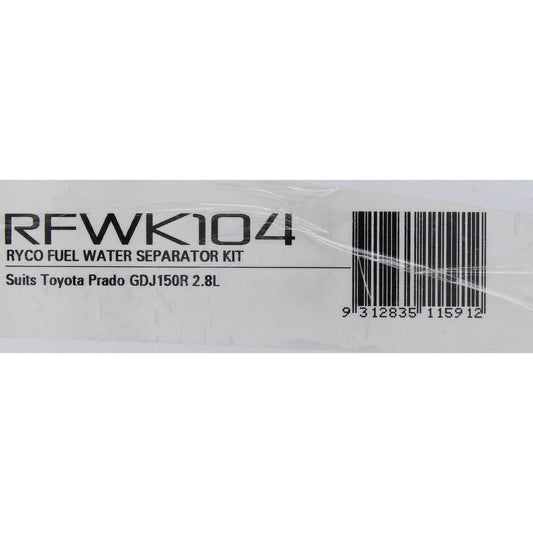 RFWK104
RYCO FUEL WATER SEPARATOR KIT
Suits Toyota Prado GDJ150R 2.8L
9 312835 115912